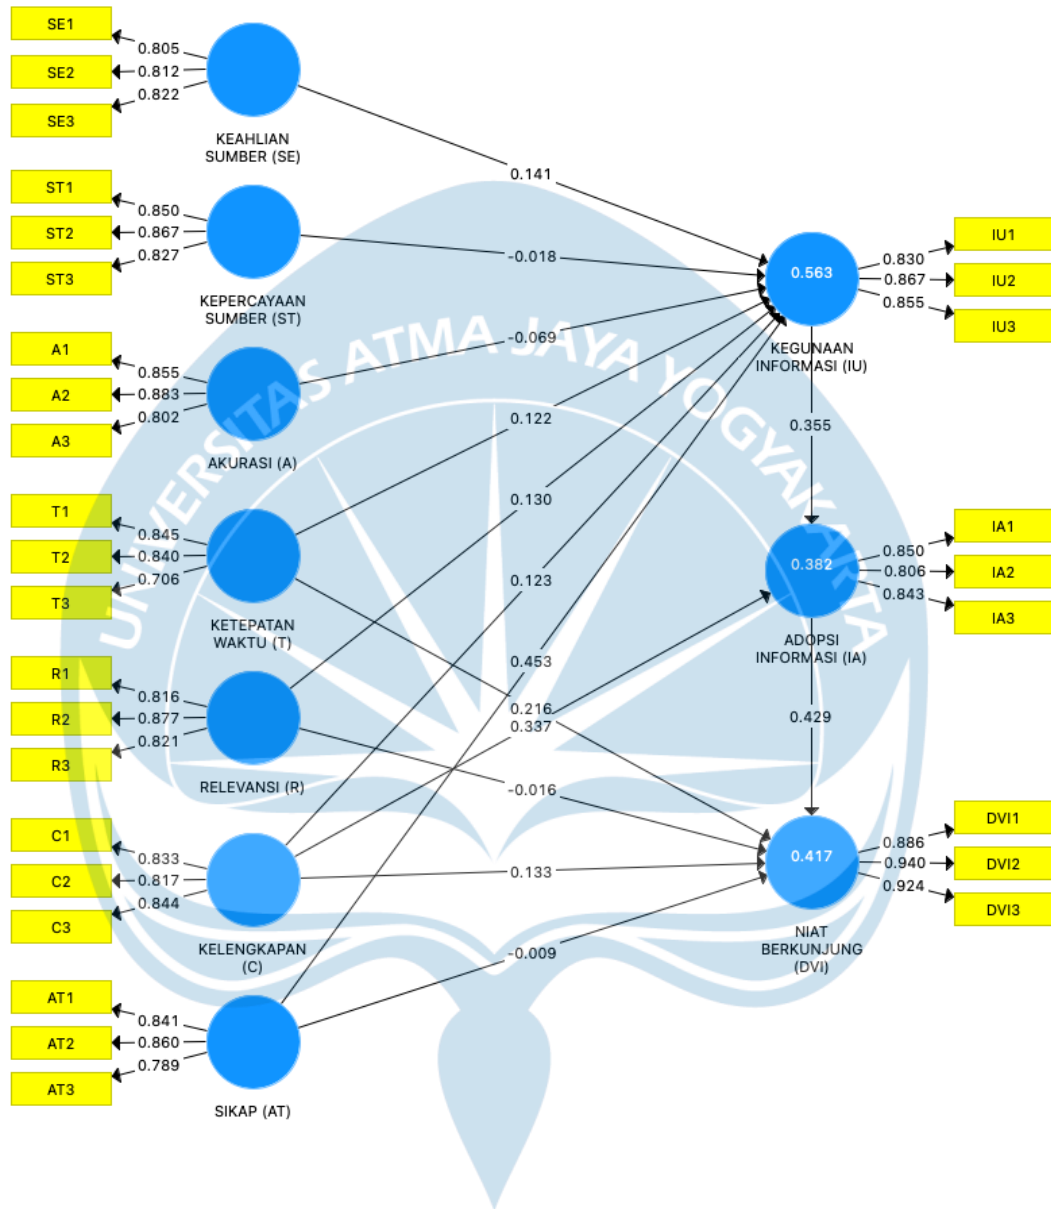 SE1
0.805
SE2
0.812
SE3
0.822
KEAHLIAN
SUMBER (SE)
0.141
ST1
0.850
ST2
0.867
ST3
0.827
KEPERCAYAAN
SUMBER (ST)
-0.018
A1
0.855
A2
0.883
A3
0.802
AKURASI (A)
-0.069
T1
0.845
T2
0.840
T3
0.706
KETEPATAN
WAKTU (T)
0.122
R1
0.816
R2
0.877
R3
0.821
RELEVANSI (R)
0.130
C1
0.833
C2
0.817
C3
0.844
KELENGKAPAN
(C)
0.123
AT1
0.841
AT2
0.860
AT3
0.789
SIKAP (AT)
0.453
0.216
0.337
-0.016
0.133
-0.009
0.563
KEGUNAAN
INFORMASI (IU)
0.830
IU1
0.867
IU2
0.855
IU3
0.355
0.382
ADOPSI
INFORMASI (IA)
0.850
IA1
0.806
IA2
0.843
IA3
0.429
0.417
NIAT
BERKUNJUNG
(DVI)
0.886
DVI1
0.940
DVI2
0.924
DVI3
UNIVERSITAS ATMA JAYA YOGYAKARTA